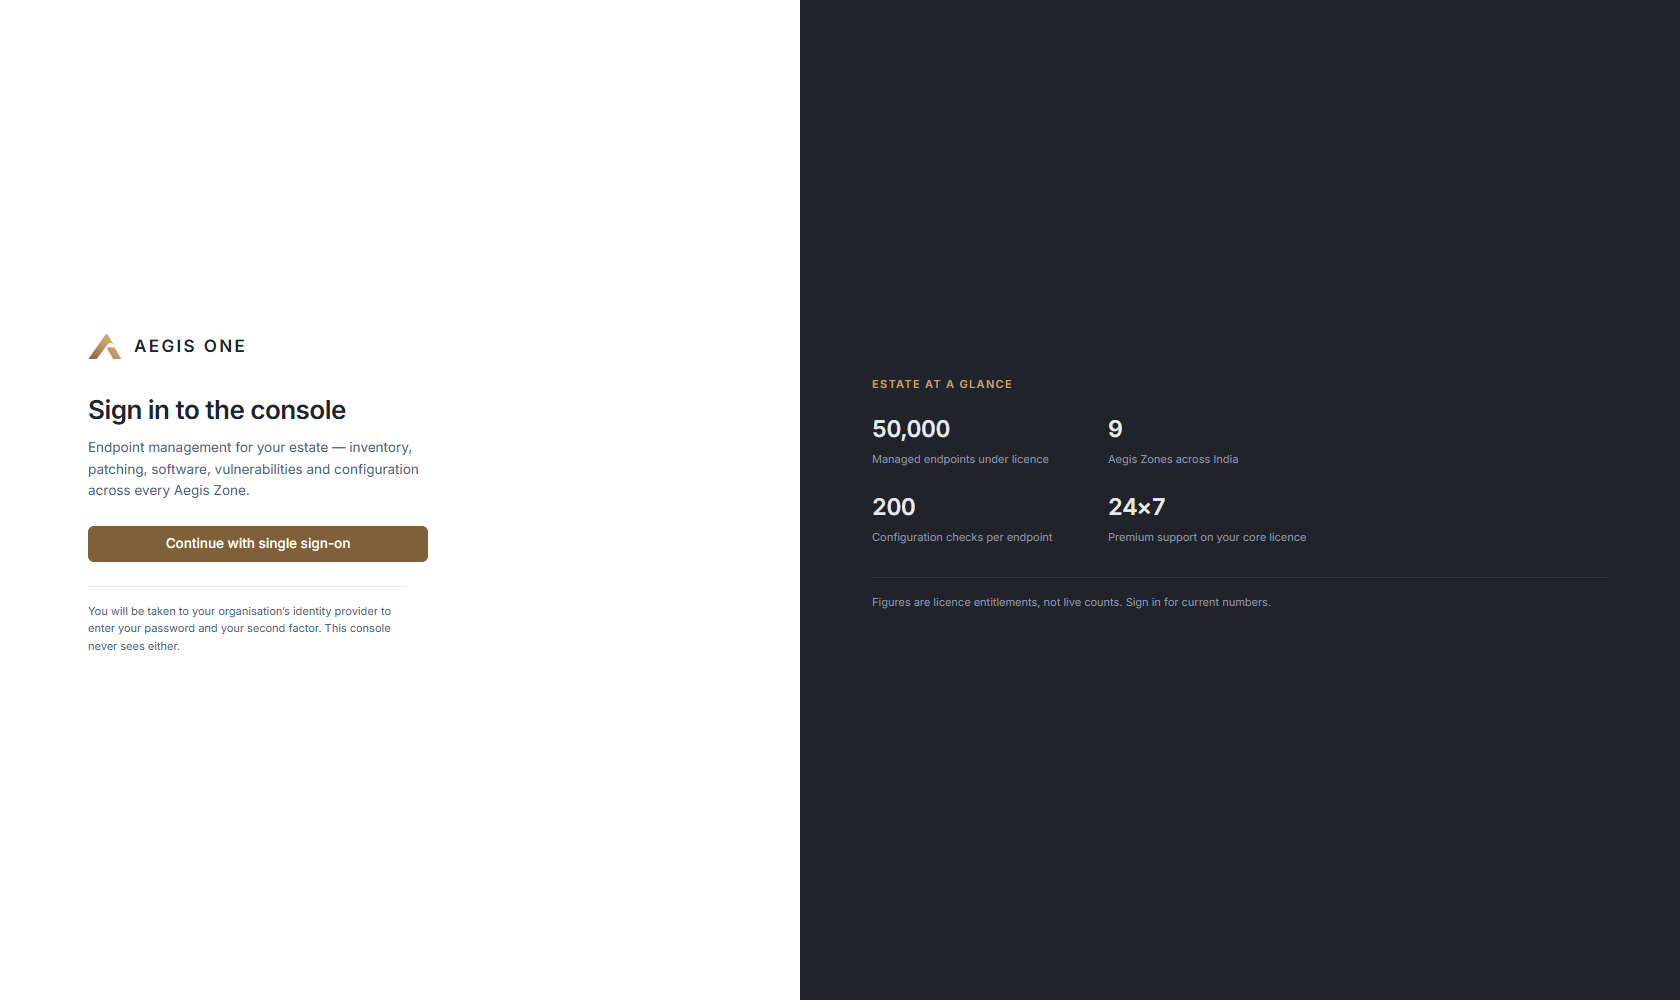 AEGIS ONE
Sign in to the console
Endpoint management for your estate — inventory,
patching, software, vulnerabilities and configuration
across every Aegis Zone.
Continue with single sign-on
You will be taken to your organisation’s identity provider to
enter your password and your second factor. This console
never sees either.
ESTATE AT A GLANCE
50,000
Managed endpoints under licence
9
Aegis Zones across India
200
Configuration checks per endpoint
24×7
Premium support on your core licence
Figures are licence entitlements, not live counts. Sign in for current numbers.